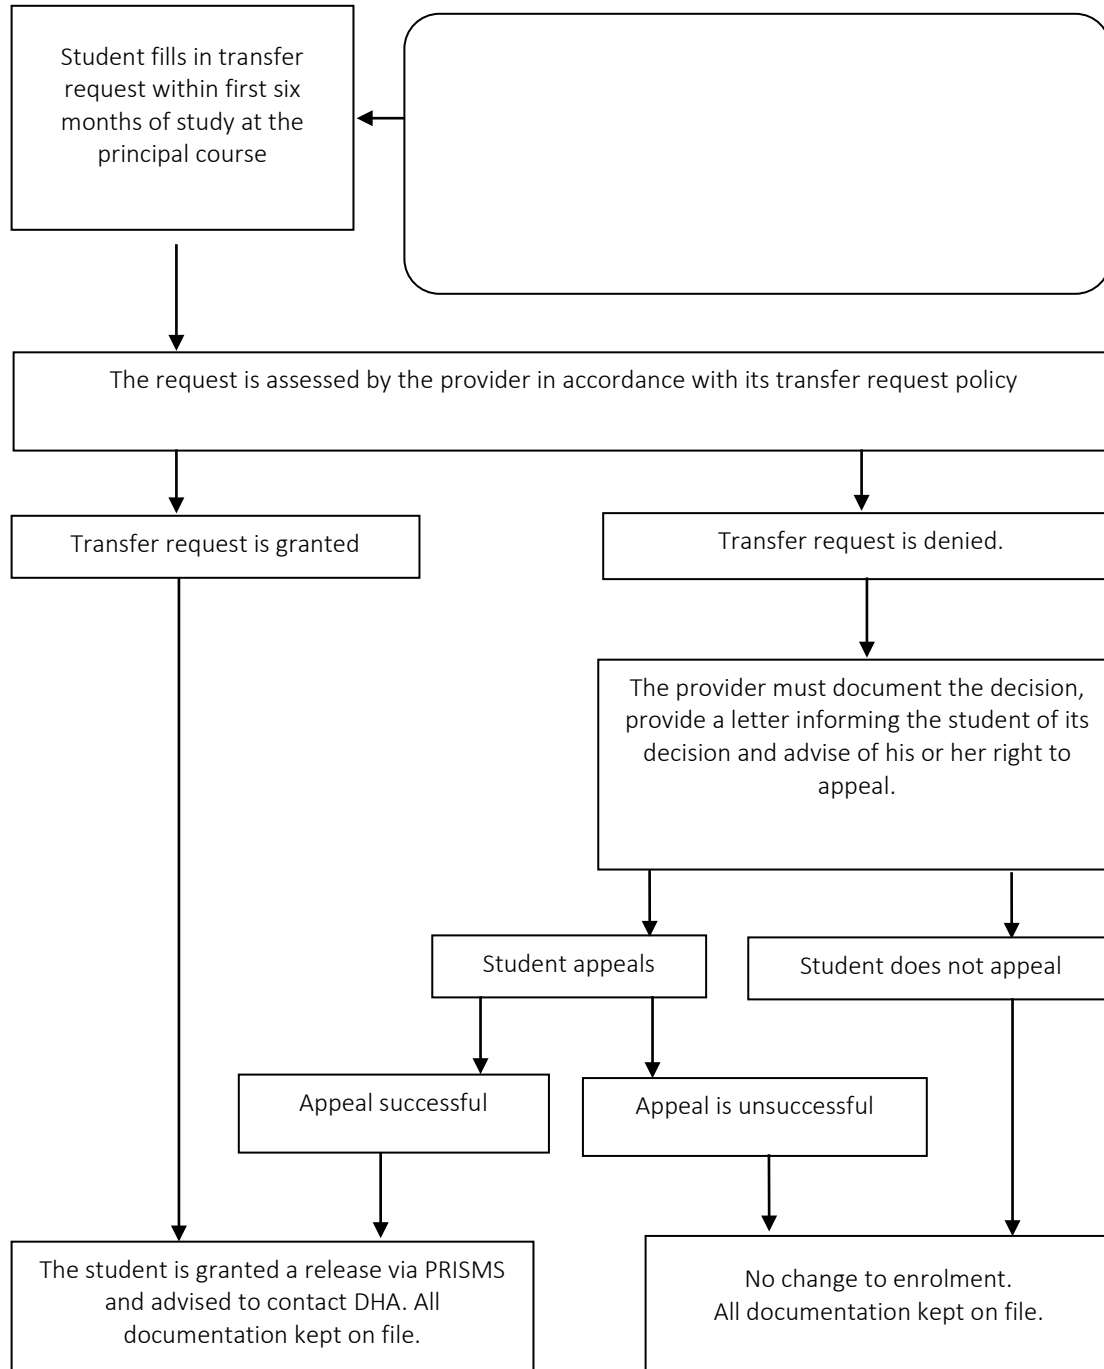 Student fills in transfer
request within first six
months of study at the
principal course
The request is assessed by the provider in accordance with its transfer request policy
Transfer request is granted
Transfer request is denied.
The provider must document the decision,
provide a letter informing the student of its
decision and advise of his or her right to
appeal.
Student appeals
Student does not appeal
Appeal successful
Appeal is unsuccessful
The student is granted a release via PRISMS
and advised to contact DHA. All
documentation kept on file.
No change to enrolment.
All documentation kept on file.